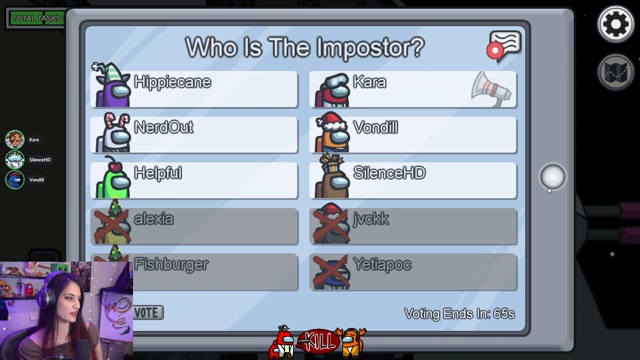 TOTAL TASKS
Who Is The Impostor?
Hippiecane
Kara
NerdOut
Vondill
Helpful
SilenceHD
alexia
jvckk
Fishburger
Yetiapoc
Kara
SilenceHD
Vondill
VOTE
Voting Ends In: 65s
KILL